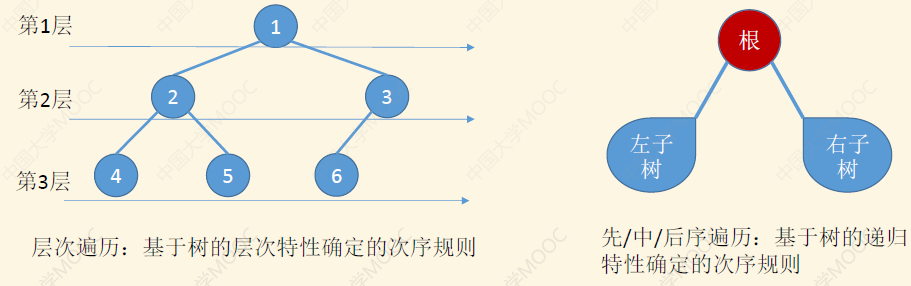 第1层
1
根
第2层
2
3
左子
树
右子
树
第3层
4
5
6
层次遍历：基于树的层次特性确定的次序规则
先/中/后序遍历：基于树的递归
特性确定的次序规则
中国大学MOOC